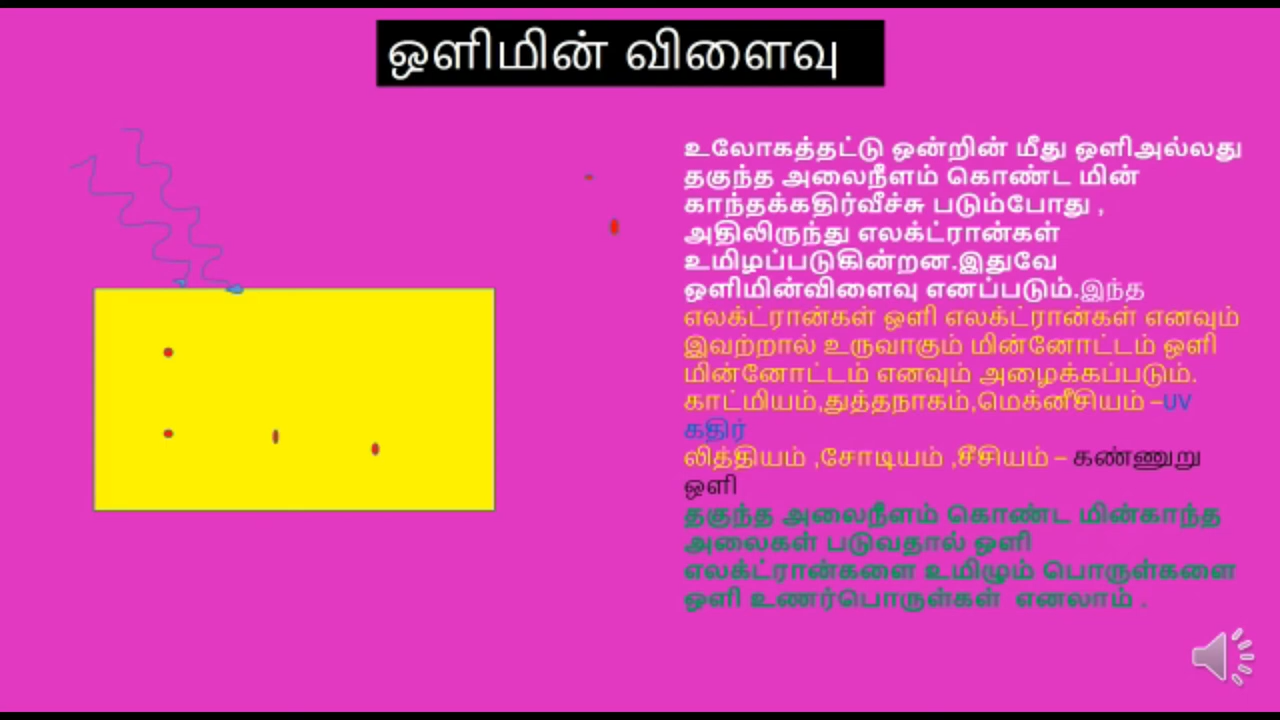 ஒளிமின் விளைவு
உலோகத்தட்டு ஒன்றின் மீது ஒளிஅல்லது
தகுந்த அலைநீளம் கொண்ட மின்
காந்தக்கதிர்வீச்சு படும்போது ,
அதிலிருந்து எலக்ட்ரான்கள்
உமிழப்படுகின்றன.இதுவே
ஒளிமின்விளைவு எனப்படும்.இந்த
எலக்ட்ரான்கள் ஒளி எலக்ட்ரான்கள் எனவும்
இவற்றால் உருவாகும் மின்னோட்டம் ஒளி
மின்னோட்டம் எனவும் அழைக்கப்படும்.
காட்மியம்,துத்தநாகம்,மெக்னீசியம் –UV
கதிர்
லித்தியம் ,சோடியம் ,சீசியம் – கண்ணுறு
ஒளி
தகுந்த அலைநீளம் கொண்ட மின்காந்த
அலைகள் படுவதால் ஒளி
எலக்ட்ரான்களை உமிழும் பொருள்களை
ஒளி உணர்பொருள்கள் எனலாம் .